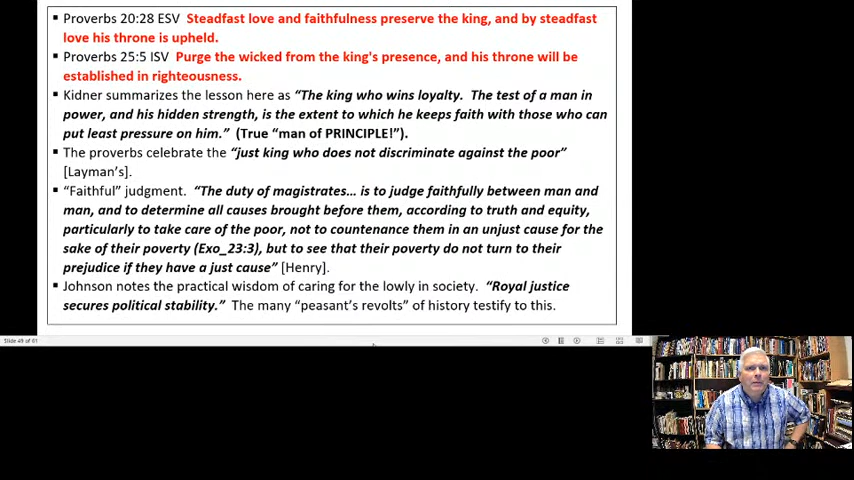 ▪ Proverbs 20:28 ESV Steadfast love and faithfulness preserve the king, and by steadfast
love his throne is upheld.
▪ Proverbs 25:5 ISV Purge the wicked from the king's presence, and his throne will be
established in righteousness.
▪ Kidner summarizes the lesson here as “The king who wins loyalty. The test of a man in
power, and his hidden strength, is the extent to which he keeps faith with those who can
put least pressure on him.” (True “man of PRINCIPLE!”).
▪ The proverbs celebrate the “just king who does not discriminate against the poor”
[Layman’s].
▪ “Faithful” judgment. “The duty of magistrates… is to judge faithfully between man and
man, and to determine all causes brought before them, according to truth and equity,
particularly to take care of the poor, not to countenance them in an unjust cause for the
sake of their poverty (Exo_23:3), but to see that their poverty do not turn to their
prejudice if they have a just cause” [Henry].
▪ Johnson notes the practical wisdom of caring for the lowly in society. “Royal justice
secures political stability.” The many “peasant’s revolts” of history testify to this.
Slide 49 of 61